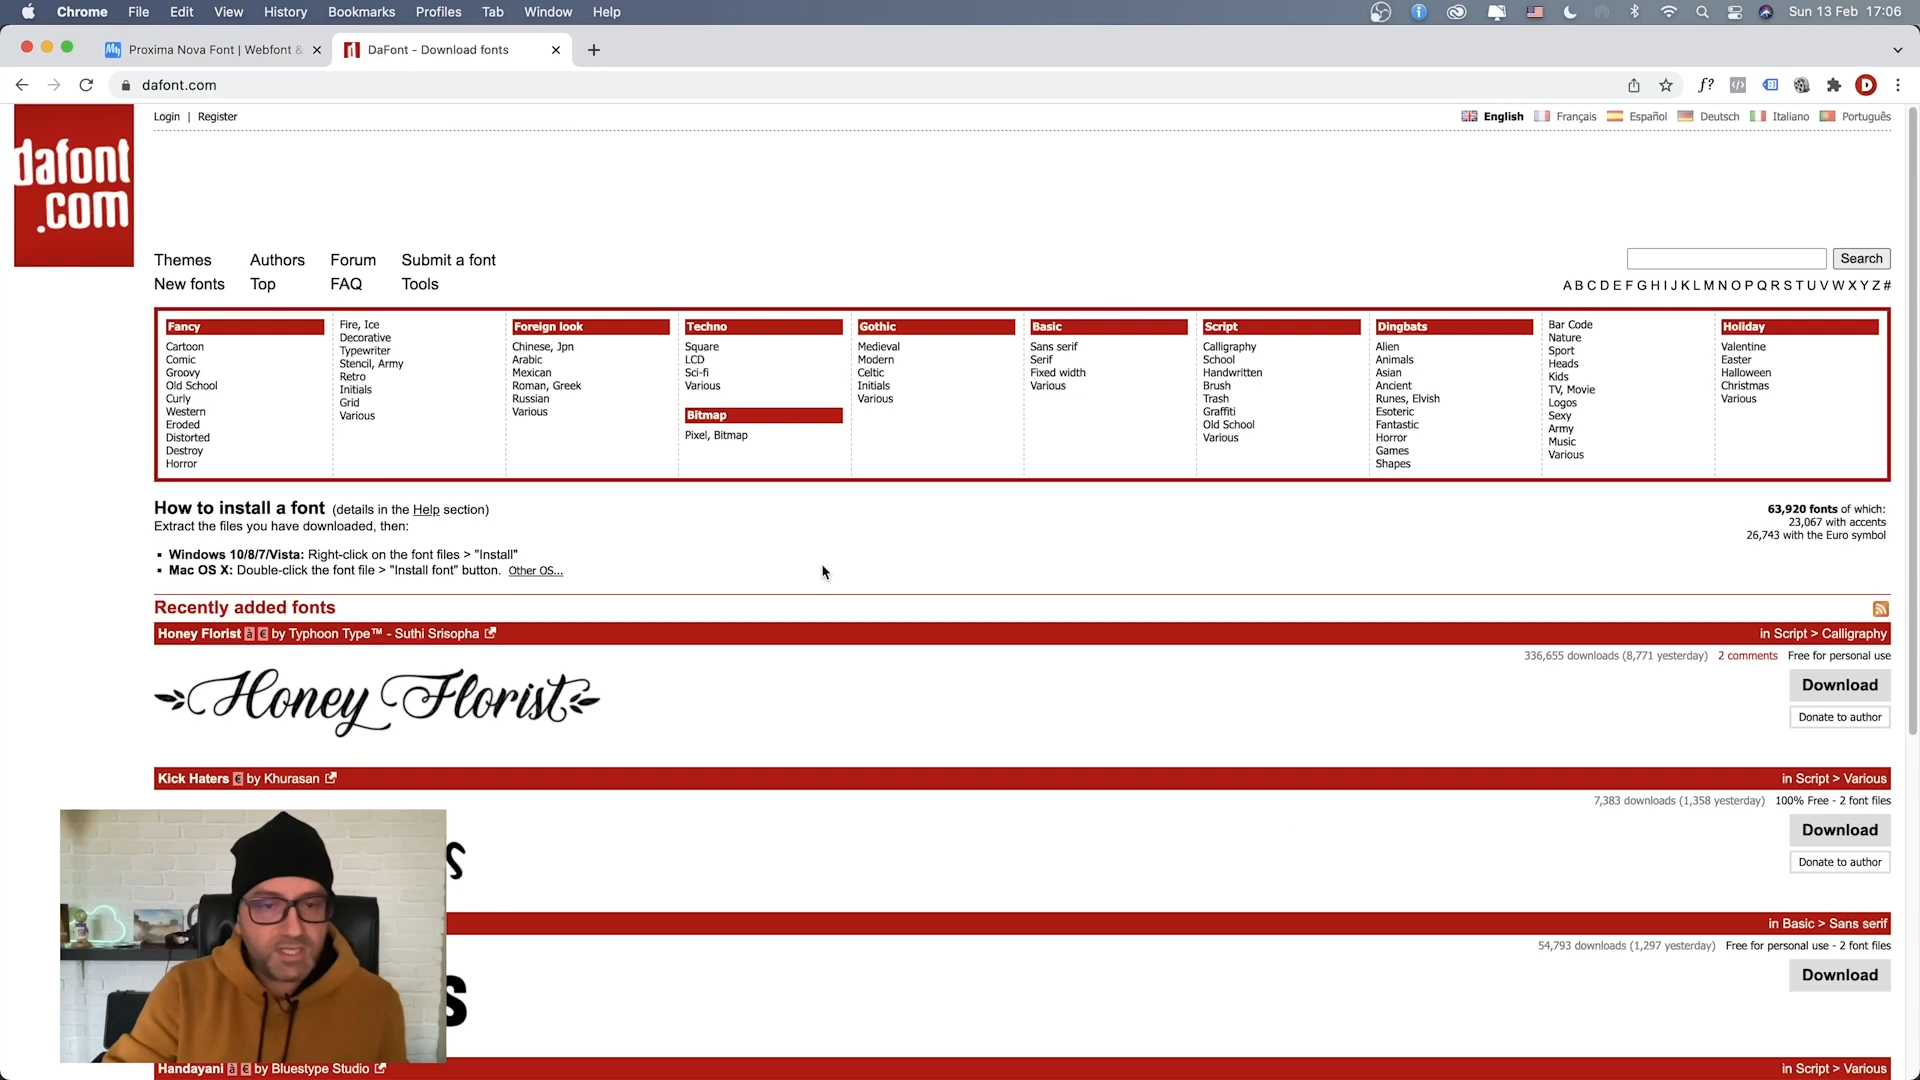 Chrome File Edit View History Bookmarks Profiles Tab Window Help Sun 13 Feb 17:06
Proxima Nova Font | Webfont & DaFont - Download fonts
dafont.com
f?
D
dafont
.com
Login | Register
English Français Español Deutsch Italiano Português
Themes Authors Forum Submit a font
New fonts Top FAQ Tools
Search
A B C D E F G H I J K L M N O P Q R S T U V W X Y Z #
Fancy
Cartoon
Comic
Groovy
Old School
Curly
Western
Eroded
Distorted
Destroy
Horror
Fire, Ice
Decorative
Typewriter
Stencil, Army
Retro
Initials
Grid
Various
Foreign look
Chinese, Jpn
Arabic
Mexican
Roman, Greek
Russian
Various
Techno
Square
LCD
Sci-fi
Various
Bitmap
Pixel, Bitmap
Gothic
Medieval
Modern
Celtic
Initials
Various
Basic
Sans serif
Serif
Fixed width
Various
Script
Calligraphy
School
Handwritten
Brush
Trash
Graffiti
Old School
Various
Dingbats
Alien
Animals
Asian
Ancient
Runes, Elvish
Esoteric
Fantastic
Horror
Games
Shapes
Bar Code
Nature
Sport
Heads
Kids
TV, Movie
Logos
Sexy
Army
Music
Various
Holiday
Valentine
Easter
Halloween
Christmas
Various
How to install a font (details in the Help section)
Extract the files you have downloaded, then:
▪ Windows 10/8/7/Vista: Right-click on the font files > "Install"
▪ Mac OS X: Double-click the font file > "Install font" button. Other OS...
63,920 fonts of which:
23,067 with accents
26,743 with the Euro symbol
Recently added fonts
Honey Florist à € by Typhoon Type™ - Suthi Srisopha in Script > Calligraphy
336,655 downloads (8,771 yesterday) 2 comments Free for personal use
Honey Florist
Download
Donate to author
Kick Haters € by Khurasan in Script > Various
7,383 downloads (1,358 yesterday) 100% Free - 2 font files
s
Download
Donate to author
in Basic > Sans serif
54,793 downloads (1,297 yesterday) Free for personal use - 2 font files
s
Download
Handayani à € by Bluestype Studio in Script > Various